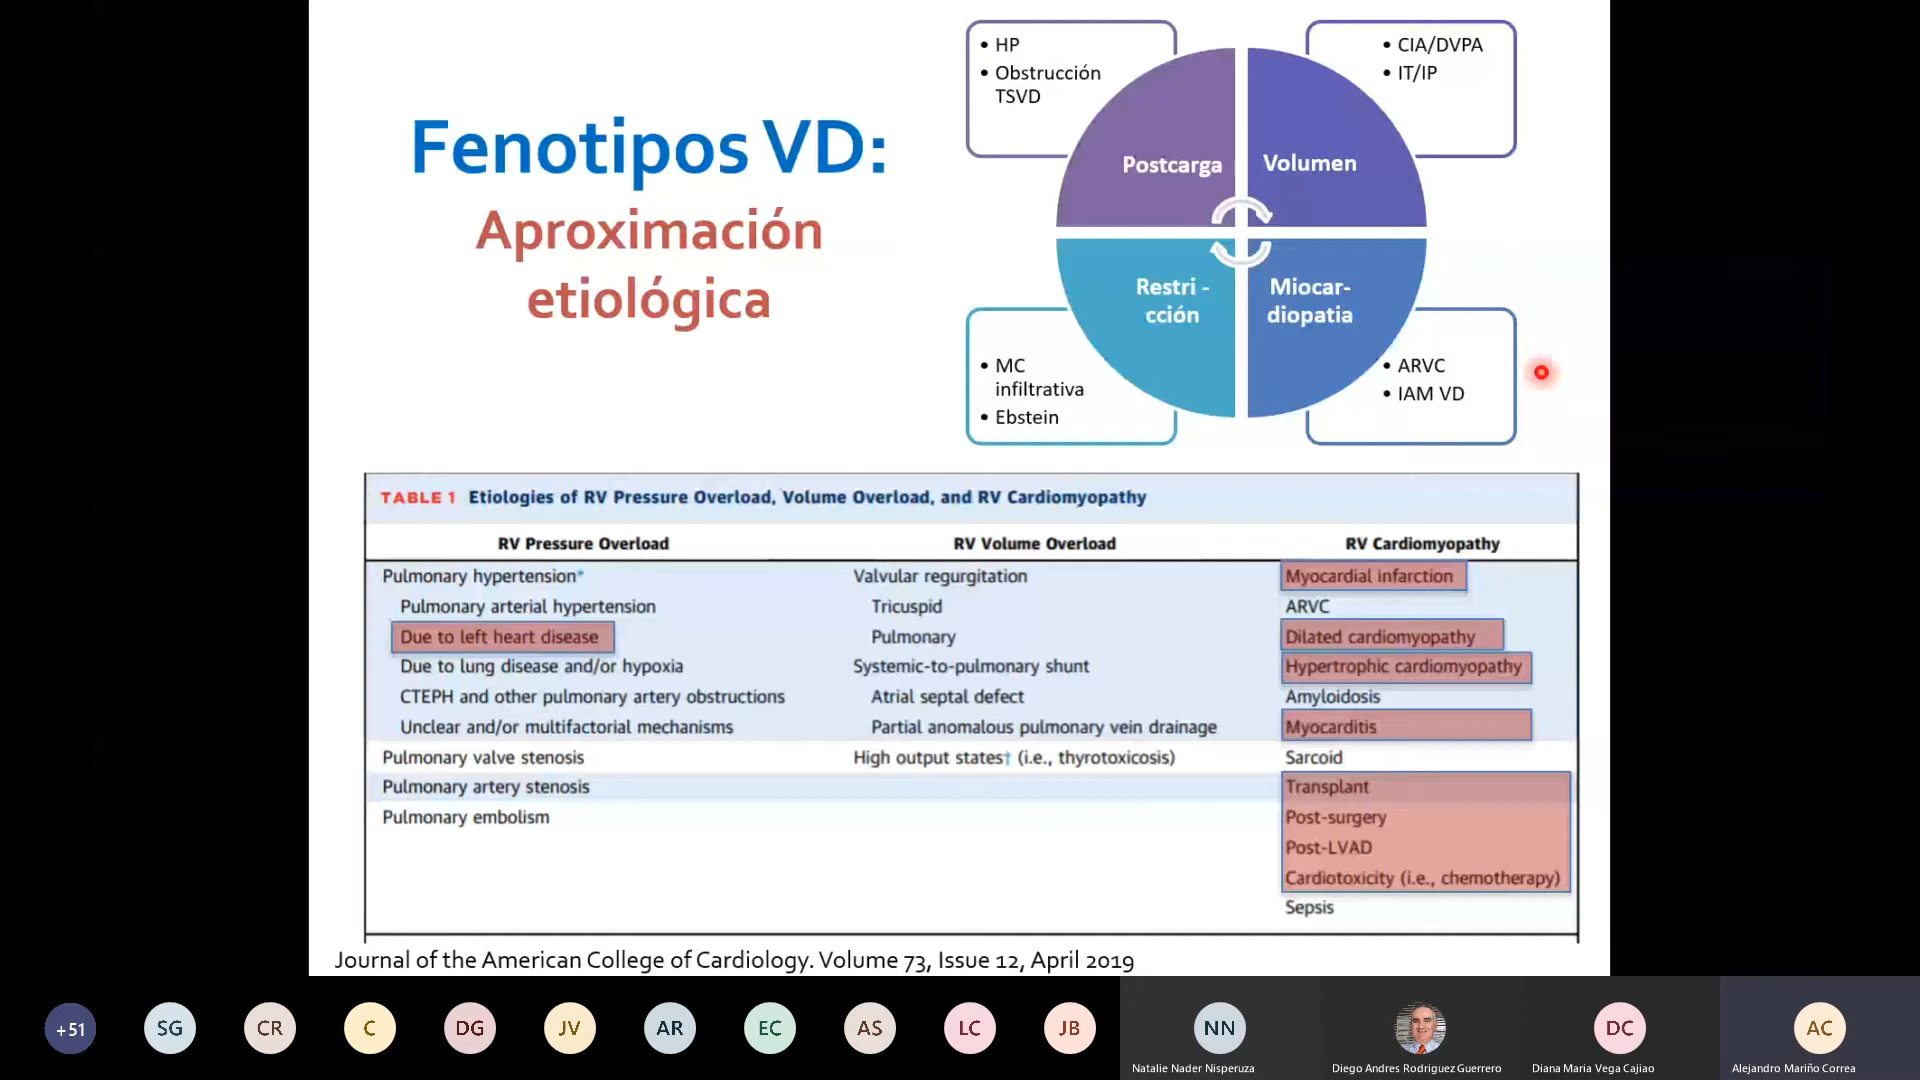 Fenotipos VD:
Aproximación
etiológica
• HP
• Obstrucción
TSVD
• CIA/DVPA
• IT/IP
Postcarga
Volumen
Restri -
cción
Miocar-
diopatia
• MC
infiltrativa
• Ebstein
• ARVC
• IAM VD
TABLE 1 Etiologies of RV Pressure Overload, Volume Overload, and RV Cardiomyopathy
RV Pressure Overload RV Volume Overload RV Cardiomyopathy
Pulmonary hypertension* Valvular regurgitation Myocardial infarction
Pulmonary arterial hypertension Tricuspid ARVC
Due to left heart disease Pulmonary Dilated cardiomyopathy
Due to lung disease and/or hypoxia Systemic-to-pulmonary shunt Hypertrophic cardiomyopathy
CTEPH and other pulmonary artery obstructions Atrial septal defect Amyloidosis
Unclear and/or multifactorial mechanisms Partial anomalous pulmonary vein drainage Myocarditis
Pulmonary valve stenosis High output states† (i.e., thyrotoxicosis) Sarcoid
Pulmonary artery stenosis Transplant
Pulmonary embolism Post-surgery
Post-LVAD
Cardiotoxicity (i.e., chemotherapy)
Sepsis
Journal of the American College of Cardiology. Volume 73, Issue 12, April 2019
+51 SG CR C DG JV AR EC AS LC JB NN DC AC
Natalie Nader Nisperuza Diego Andres Rodriguez Guerrero Diana Maria Vega Cajiao Alejandro Mariño Correa